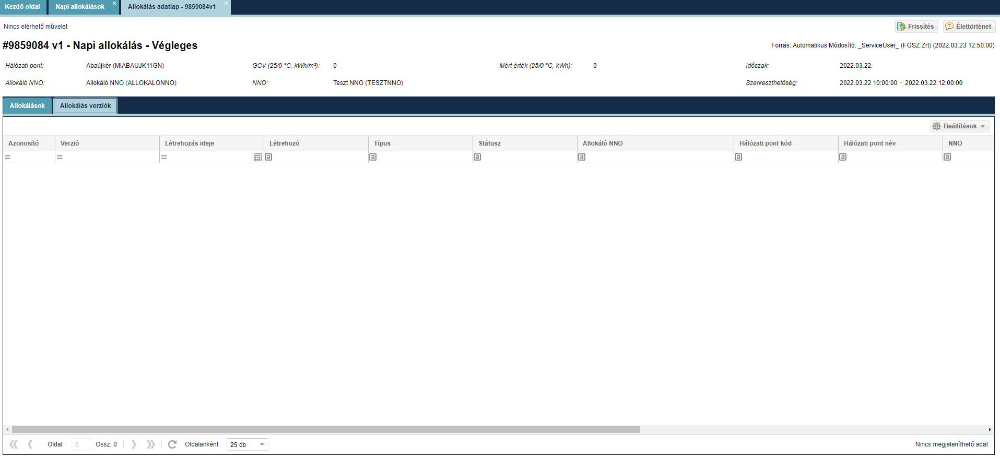 Kezdő oldal Napi allokálások Allokálás adatlap - 9859084v1
Nincs elérhető művelet Frissítés Élettörténet
#9859084 v1 - Napi allokálás - Végleges Forrás: Automatikus Módosító: _ServiceUser_ (FGSZ Zrt) (2022.03.23 12:50:00)
Hálózati pont: Abaújkér (MIABAUJK11GN) GCV (25/0 °C, kWh/m³): 0 Mért érték (25/0 °C, kWh): 0 Időszak: 2022.03.22.
Allokáló NNO: Allokáló NNO (ALLOKALONNO) NNO: Teszt NNO (TESZTNNO) Szerkeszthetőség: 2022.03.22 10:00:00 - 2022.03.22 12:00:00
Allokálások Allokálás verziók
Beállítások
Azonosító Verzió Létrehozás ideje Létrehozó Típus Státusz Allokáló NNO Hálózati pont kód Hálózati pont név NNO
= = = a a a a a a a
Oldal: 0 Össz: 0 Oldalanként: 25 db Nincs megjeleníthető adat